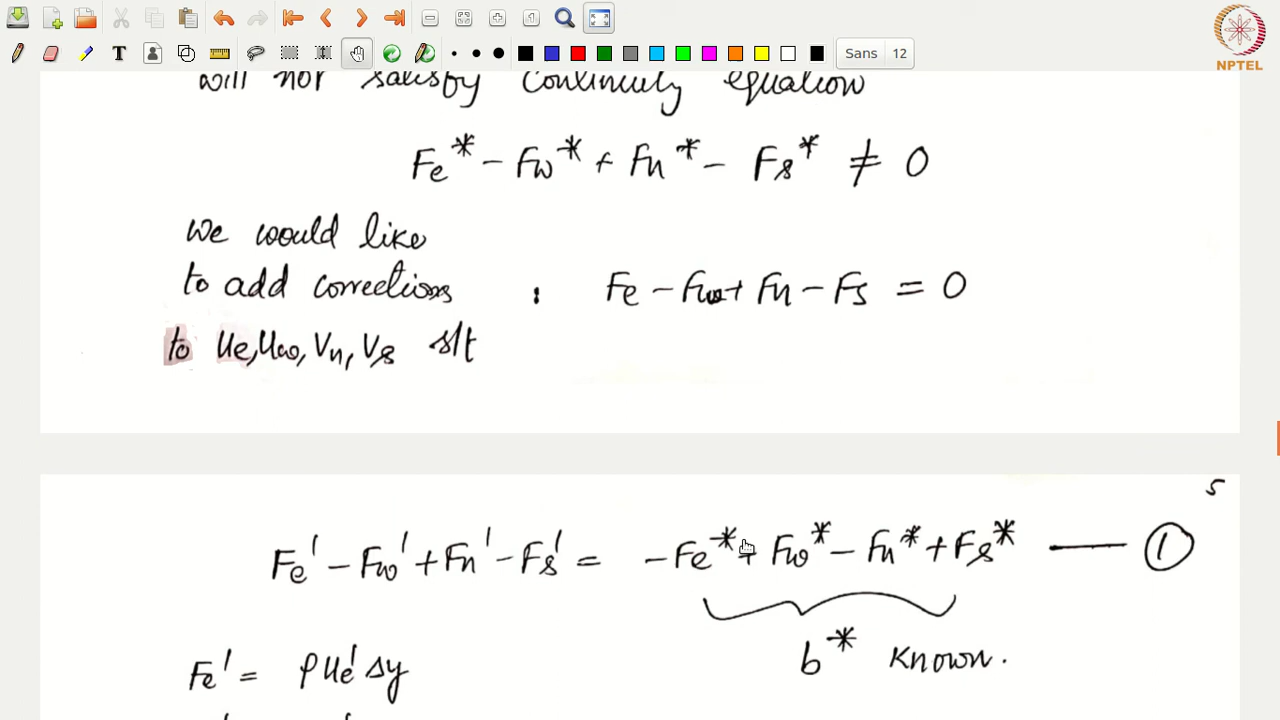 Sans 12
NPTEL
will not satisfy Continuity equation
Fe* - Fw* + Fn* - Fs* ≠ 0
We would like
to add corrections : Fe - Fw + Fn - Fs = 0
to ue, uw, Vn, Vs s/t
5
Fe' - Fw' + Fn' - Fs' = - Fe* + Fw* - Fn* + Fs* — ①
b* Known.
Fe' = ρ ue' Δy